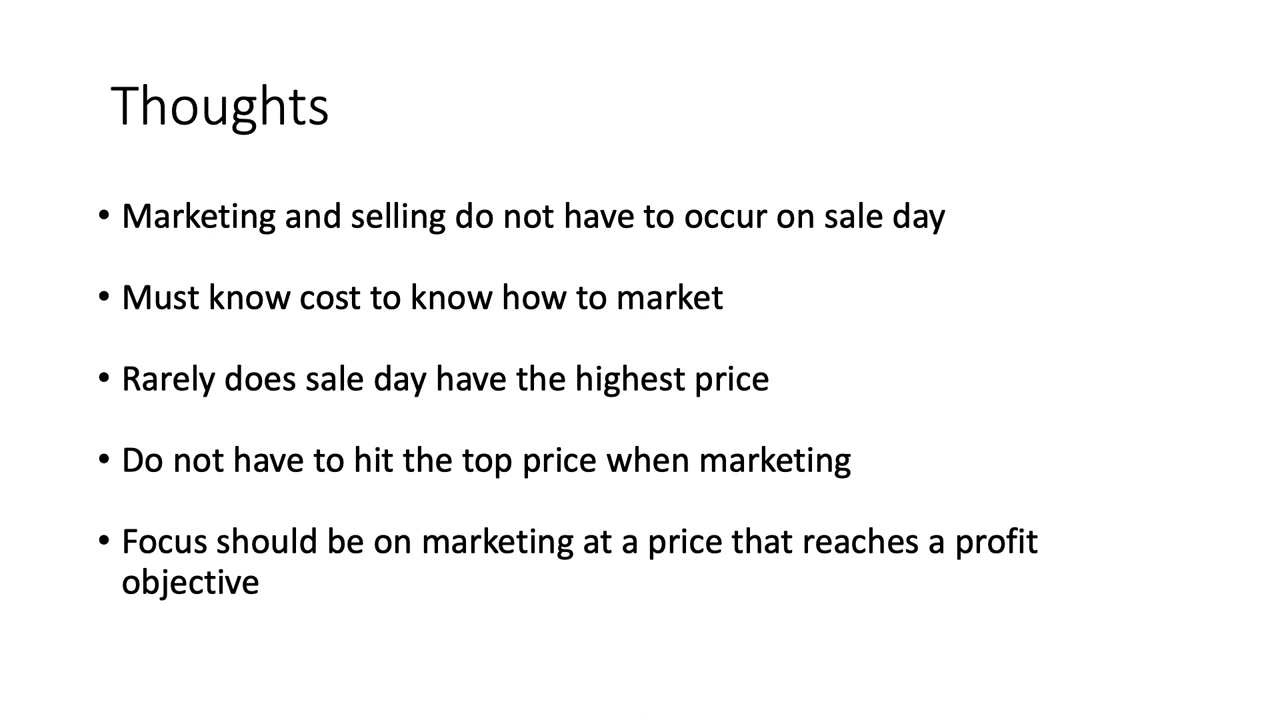 Thoughts
• Marketing and selling do not have to occur on sale day
• Must know cost to know how to market
• Rarely does sale day have the highest price
• Do not have to hit the top price when marketing
• Focus should be on marketing at a price that reaches a profit
objective